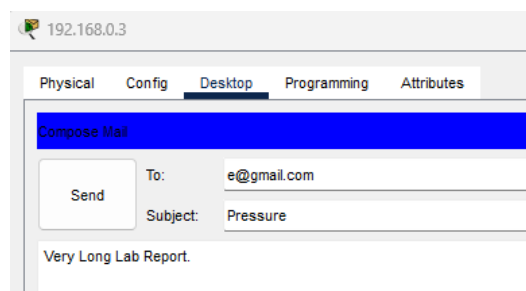 192.168.0.3
Physical Config Desktop Programming Attributes
Compose Mail
Send
To: e@gmail.com
Subject: Pressure
Very Long Lab Report.